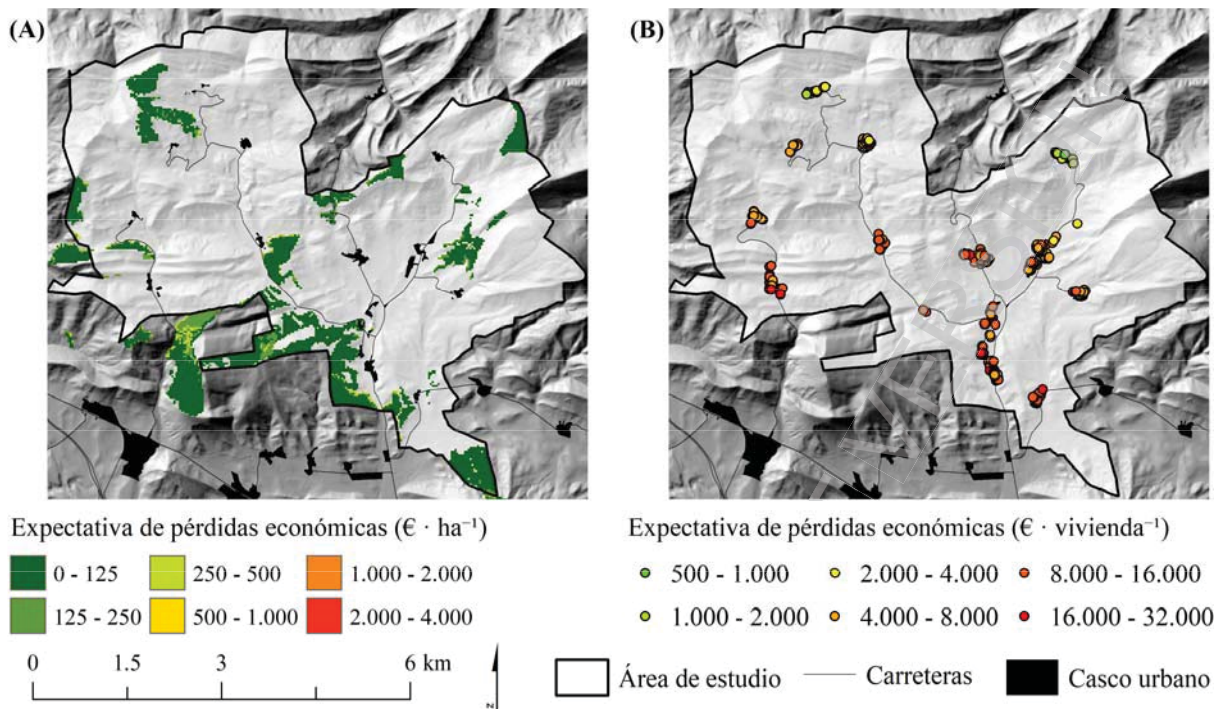 (A)
(B)
Expectativa de pérdidas económicas (€ · ha⁻¹)
0 - 125
250 - 500
1.000 - 2.000
125 - 250
500 - 1.000
2.000 - 4.000
Expectativa de pérdidas económicas (€ · vivienda⁻¹)
500 - 1.000
2.000 - 4.000
8.000 - 16.000
1.000 - 2.000
4.000 - 8.000
16.000 - 32.000
0 1.5 3 6 km
N
Área de estudio
Carreteras
Casco urbano